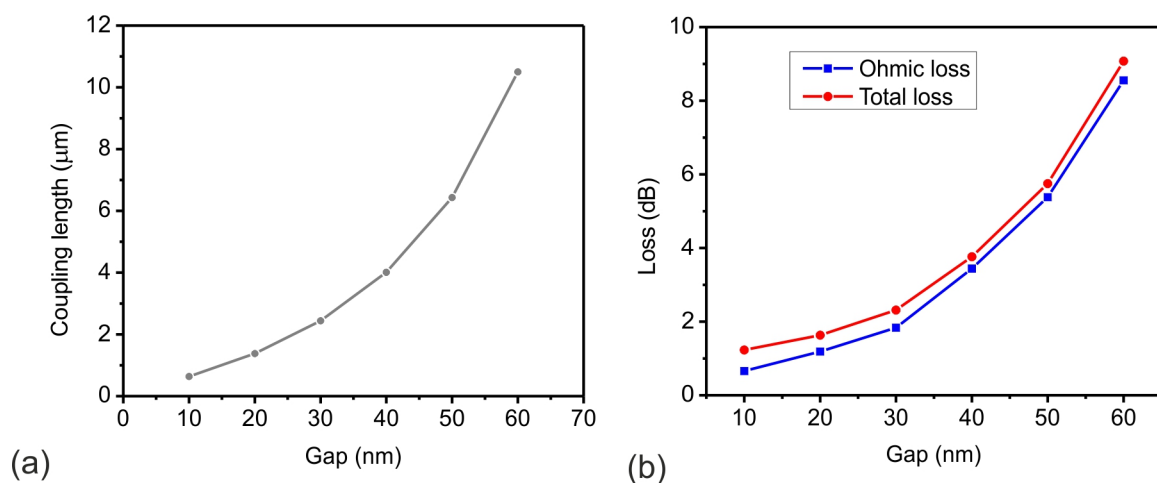 12
10
8
6
4
2
0
Coupling length (μm)
0 10 20 30 40 50 60 70
Gap (nm)
(a)
10
8
6
4
2
0
Loss (dB)
Ohmic loss
Total loss
10 20 30 40 50 60
Gap (nm)
(b)